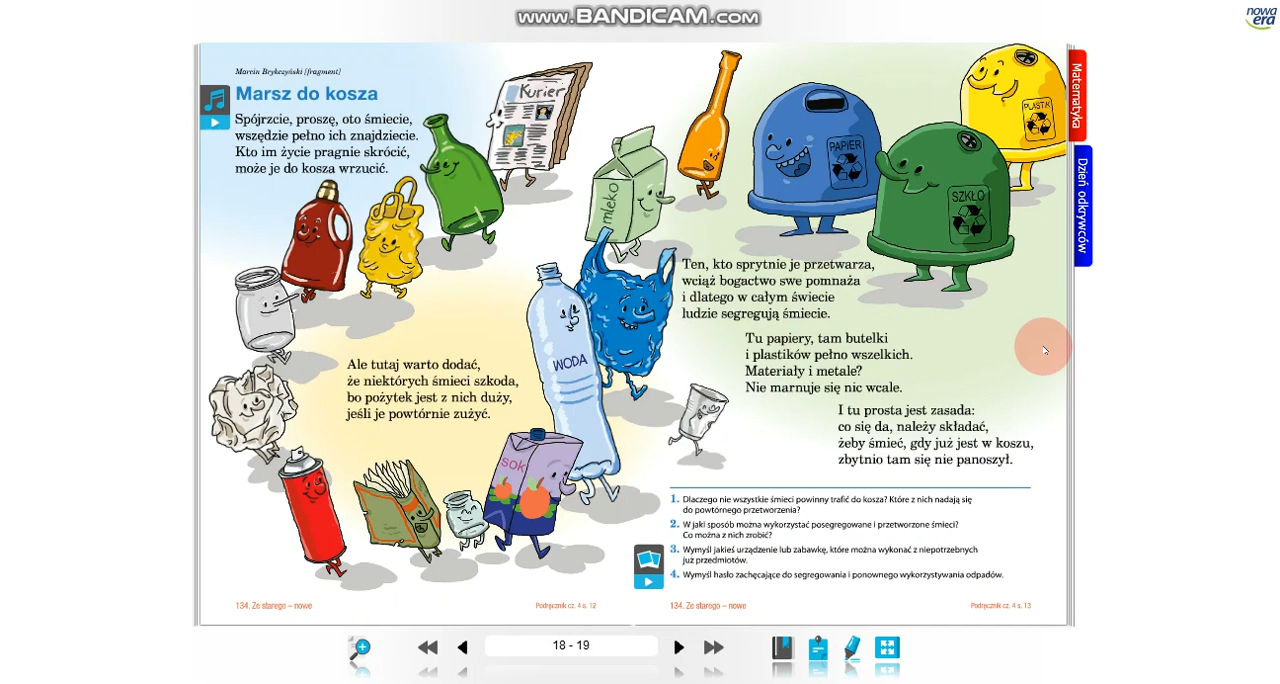 www.BANDICAM.com
nowa
era
Marcin Brykczyński [fragment]
Marsz do kosza
Spójrzcie, proszę, oto śmiecie,
wszędzie pełno ich znajdziecie.
Kto im życie pragnie skrócić,
może je do kosza wrzucić.
Kurier
mleko
PAPIER
SZKŁO
PLASTIK
Matematyka
Dzień odkrywców
WODA
sok
Ale tutaj warto dodać,
że niektórych śmieci szkoda,
bo pożytek jest z nich duży,
jeśli je powtórnie zużyć.
Ten, kto sprytnie je przetwarza,
wciąż bogactwo swe pomnaża
i dlatego w całym świecie
ludzie segregują śmiecie.
Tu papiery, tam butelki
i plastików pełno wszelkich.
Materiały i metale?
Nie marnuje się nic wcale.
I tu prosta jest zasada:
co się da, należy składać,
żeby śmieć, gdy już jest w koszu,
zbytnio tam się nie panoszył.
1. Dlaczego nie wszystkie śmieci powinny trafić do kosza? Które z nich nadają się
do powtórnego przetworzenia?
2. W jaki sposób można wykorzystać posegregowane i przetworzone śmieci?
Co można z nich zrobić?
3. Wymyśl jakieś urządzenie lub zabawkę, które można wykonać z niepotrzebnych
już przedmiotów.
4. Wymyśl hasło zachęcające do segregowania i ponownego wykorzystywania odpadów.
134. Ze starego – nowe
Podręcznik cz. 4 s. 12
134. Ze starego – nowe
Podręcznik cz. 4 s. 13
18 - 19